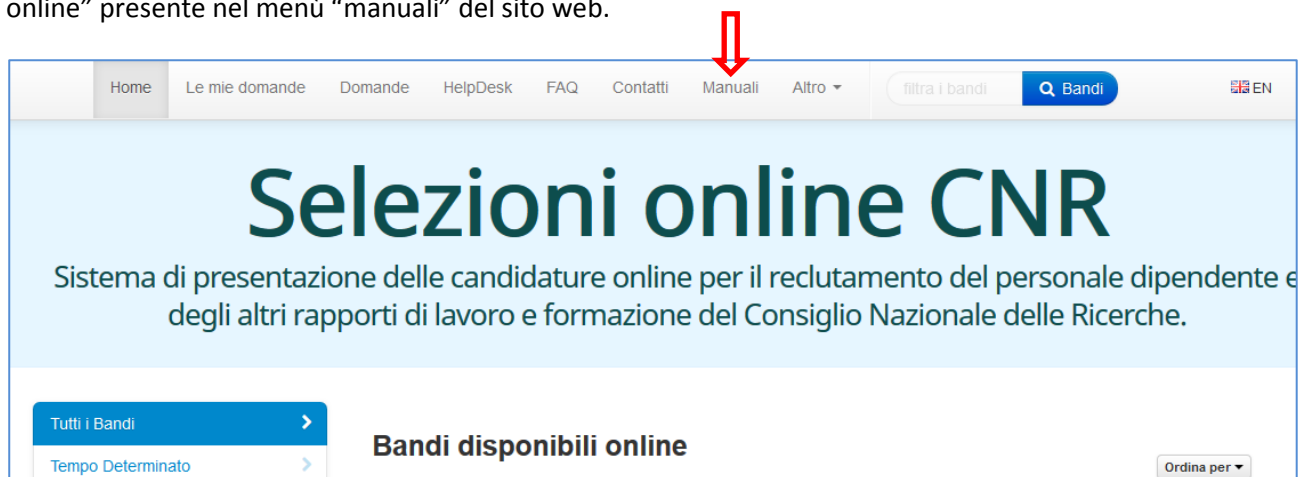 online” presente nel menù “manuali” del sito web.
Home Le mie domande Domande HelpDesk FAQ Contatti Manuali Altro filtra i bandi Bandi EN
Selezioni online CNR
Sistema di presentazione delle candidature online per il reclutamento del personale dipendente e
degli altri rapporti di lavoro e formazione del Consiglio Nazionale delle Ricerche.
Tutti i Bandi
Bandi disponibili online
Tempo Determinato
Ordina per